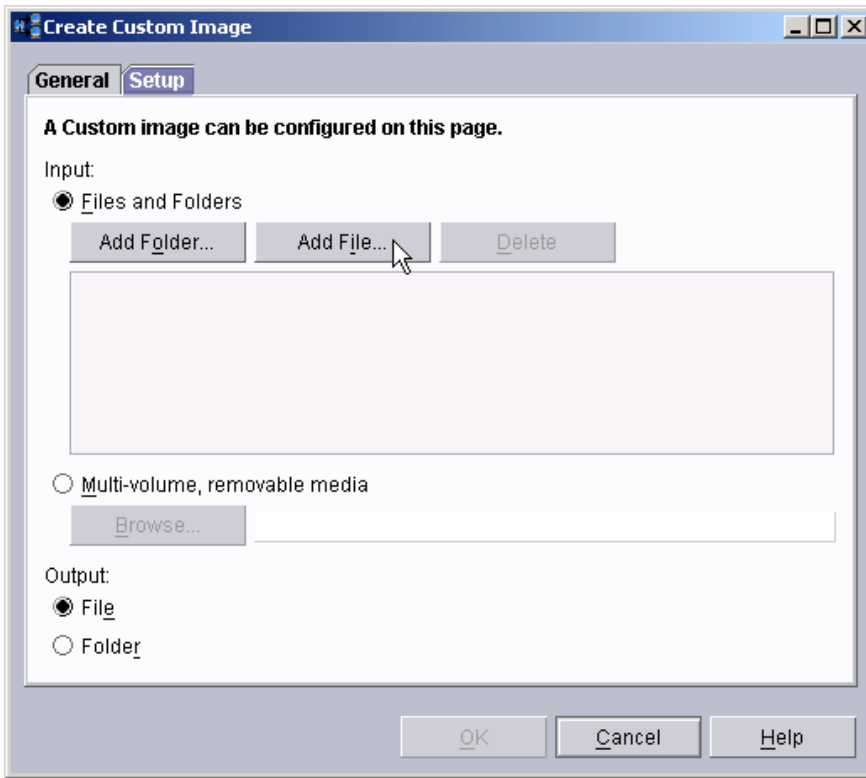 Create Custom Image
General Setup
A Custom image can be configured on this page.
Input:
Files and Folders
Add Folder... Add File... Delete
Multi-volume, removable media
Browse...
Output:
File
Folder
OK Cancel Help